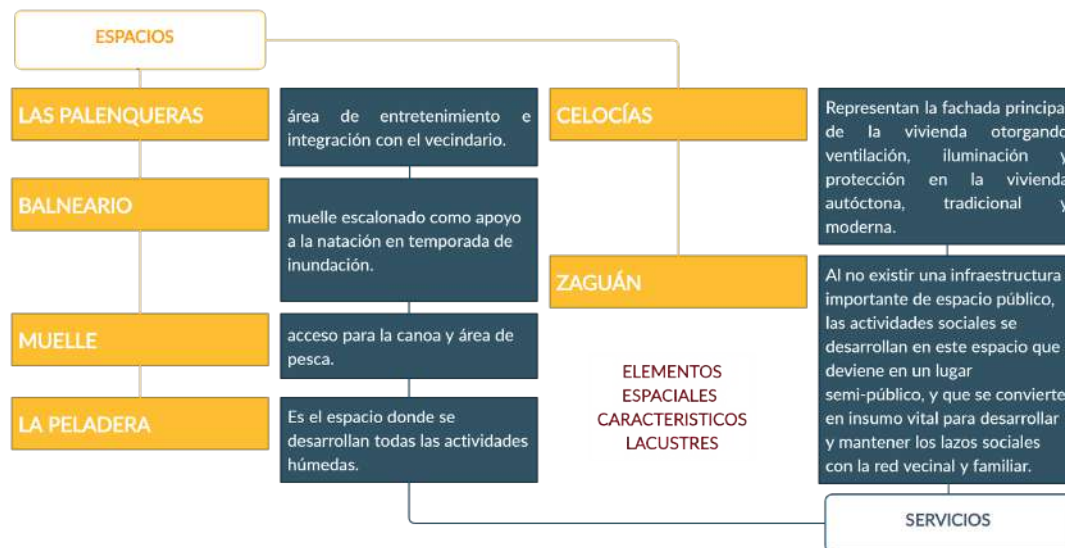 ESPACIOS
LAS PALENQUERAS
área de entretenimiento e
integración con el vecindario.
BALNEARIO
muelle escalonado como apoyo
a la natación en temporada de
inundación.
MUELLE
acceso para la canoa y área de
pesca.
LA PELADERA
Es el espacio donde se
desarrollan todas las actividades
húmedas.
CELOCÍAS
Representan la fachada principa
de la vivienda otorgando
ventilación, iluminación y
protección en la vivienda
autóctona, tradicional y
moderna.
ZAGUÁN
Al no existir una infraestructura
importante de espacio público,
las actividades sociales se
desarrollan en este espacio que
deviene en un lugar
semi-público, y que se convierte
en insumo vital para desarrollar
y mantener los lazos sociales
con la red vecinal y familiar.
ELEMENTOS
ESPACIALES
CARACTERISTICOS
LACUSTRES
SERVICIOS